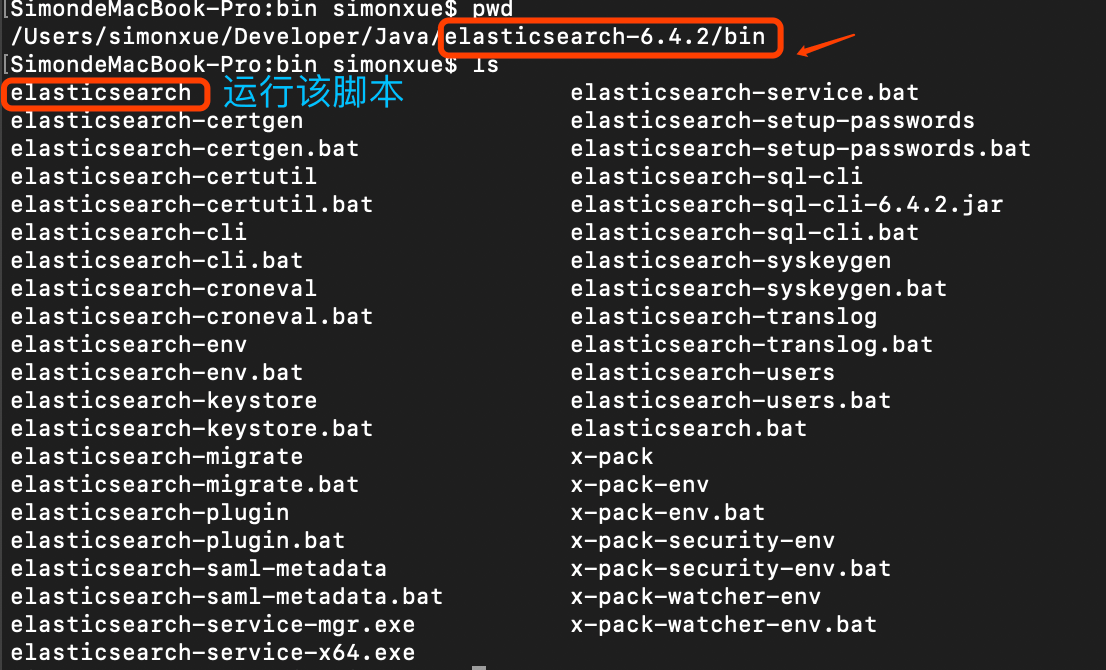 [SimondeMacBook-Pro:bin simonxue$ pwd
/Users/simonxue/Developer/Java/elasticsearch-6.4.2/bin
[SimondeMacBook-Pro:bin simonxue$ ls
elasticsearch 运行该脚本 elasticsearch-service.bat
elasticsearch-certgen elasticsearch-setup-passwords
elasticsearch-certgen.bat elasticsearch-setup-passwords.bat
elasticsearch-certutil elasticsearch-sql-cli
elasticsearch-certutil.bat elasticsearch-sql-cli-6.4.2.jar
elasticsearch-cli elasticsearch-sql-cli.bat
elasticsearch-cli.bat elasticsearch-syskeygen
elasticsearch-croneval elasticsearch-syskeygen.bat
elasticsearch-croneval.bat elasticsearch-translog
elasticsearch-env elasticsearch-translog.bat
elasticsearch-env.bat elasticsearch-users
elasticsearch-keystore elasticsearch-users.bat
elasticsearch-keystore.bat elasticsearch.bat
elasticsearch-migrate x-pack
elasticsearch-migrate.bat x-pack-env
elasticsearch-plugin x-pack-env.bat
elasticsearch-plugin.bat x-pack-security-env
elasticsearch-saml-metadata x-pack-security-env.bat
elasticsearch-saml-metadata.bat x-pack-watcher-env
elasticsearch-service-mgr.exe x-pack-watcher-env.bat
elasticsearch-service-x64.exe